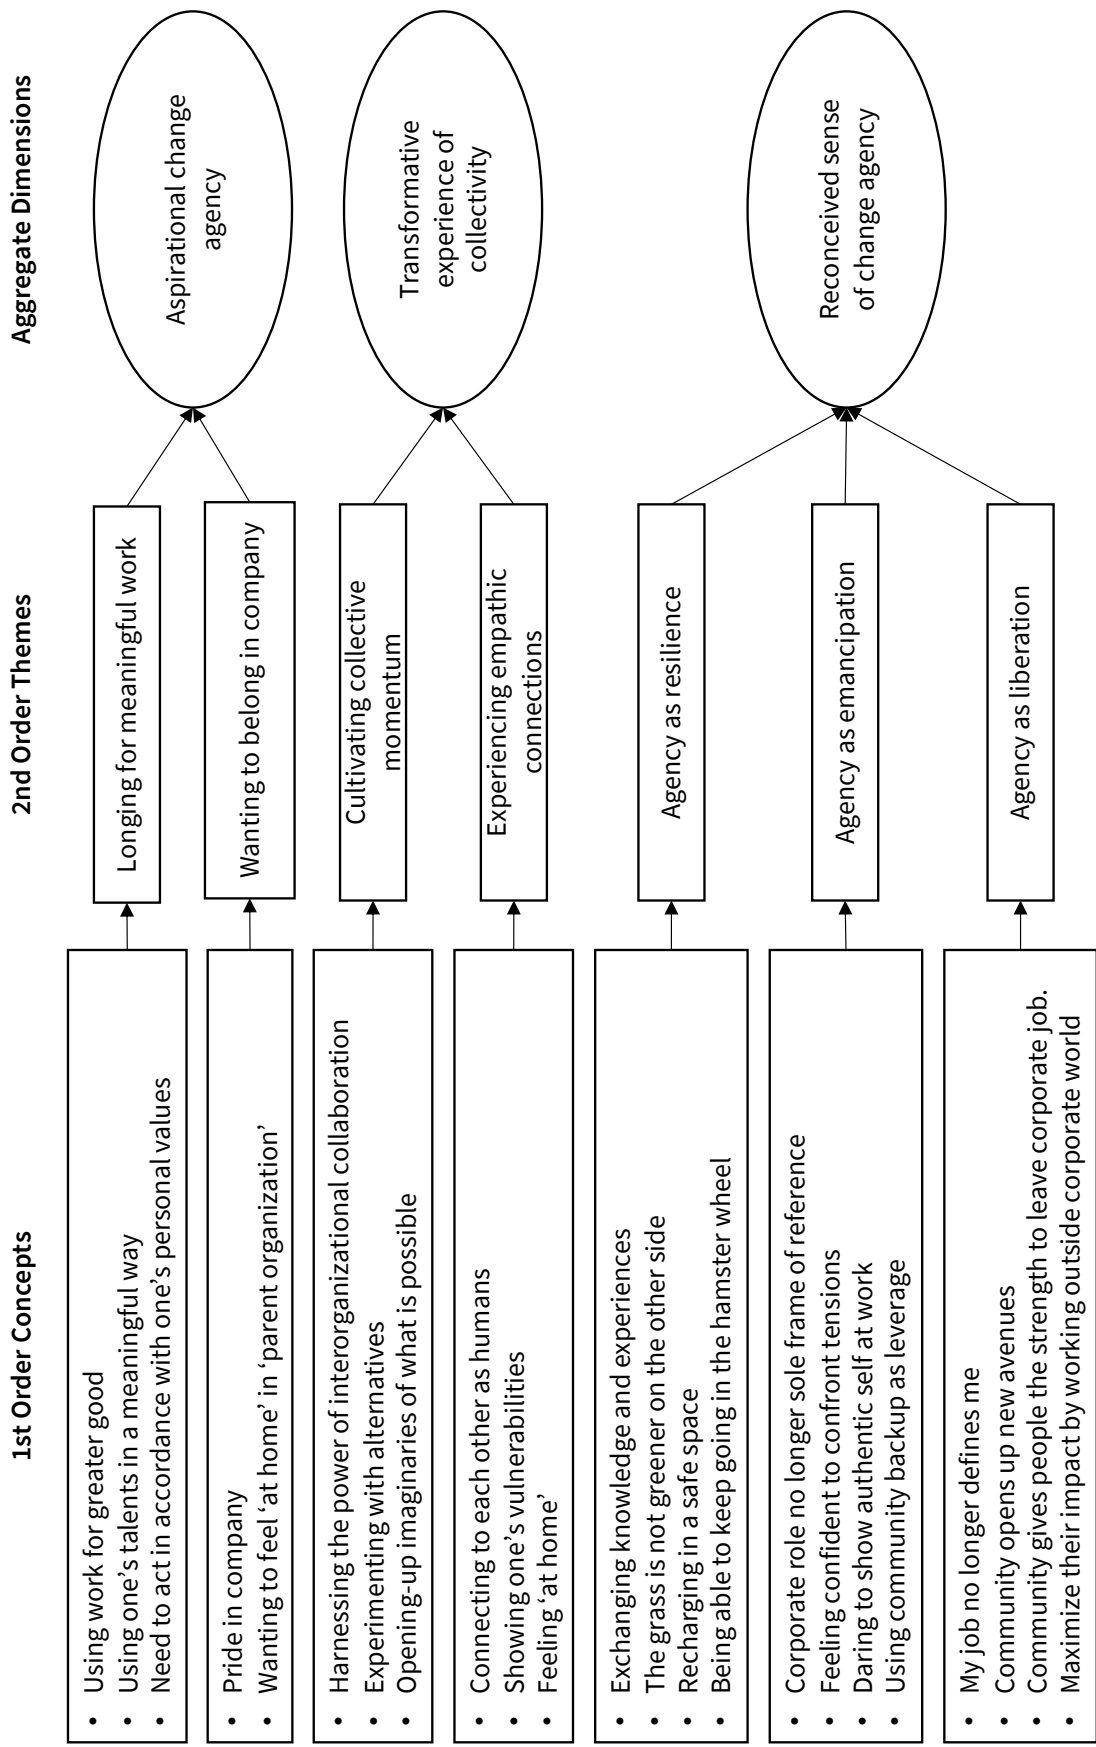 1st Order Concepts
2nd Order Themes
Aggregate Dimensions
• Using work for greater good
• Using one’s talents in a meaningful way
• Need to act in accordance with one’s personal values
Longing for meaningful work
• Pride in company
• Wanting to feel ‘at home’ in ‘parent organization’
Wanting to belong in company
Aspirational change
agency
• Harnessing the power of interorganizational collaboration
• Experimenting with alternatives
• Opening-up imaginaries of what is possible
Cultivating collective
momentum
• Connecting to each other as humans
• Showing one’s vulnerabilities
• Feeling ‘at home’
Experiencing empathic
connections
Transformative
experience of
collectivity
• Exchanging knowledge and experiences
• The grass is not greener on the other side
• Recharging in a safe space
• Being able to keep going in the hamster wheel
Agency as resilience
• Corporate role no longer sole frame of reference
• Feeling confident to confront tensions
• Daring to show authentic self at work
• Using community backup as leverage
Agency as emancipation
• My job no longer defines me
• Community opens up new avenues
• Community gives people the strength to leave corporate job.
• Maximize their impact by working outside corporate world
Agency as liberation
Reconceived sense
of change agency